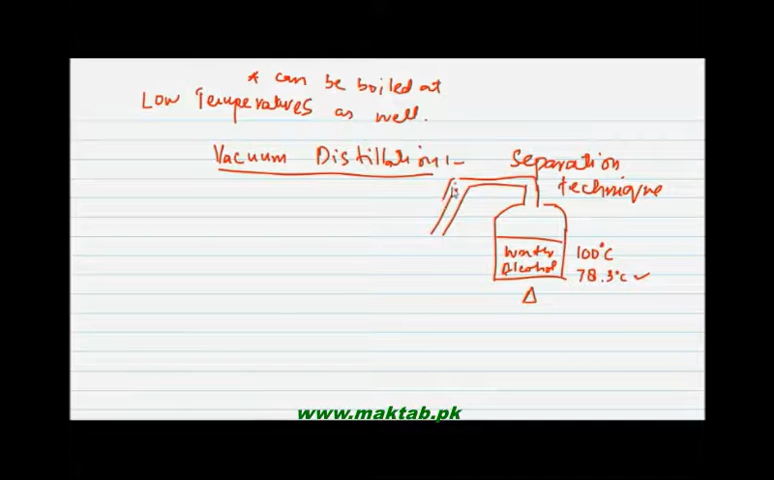 * can be boiled at
Low Temperatures as well.
Vacuum Distillation:-
Separation
technique
Water
Alcohol
100°C
78.3°C ✓
Δ
www.maktab.pk